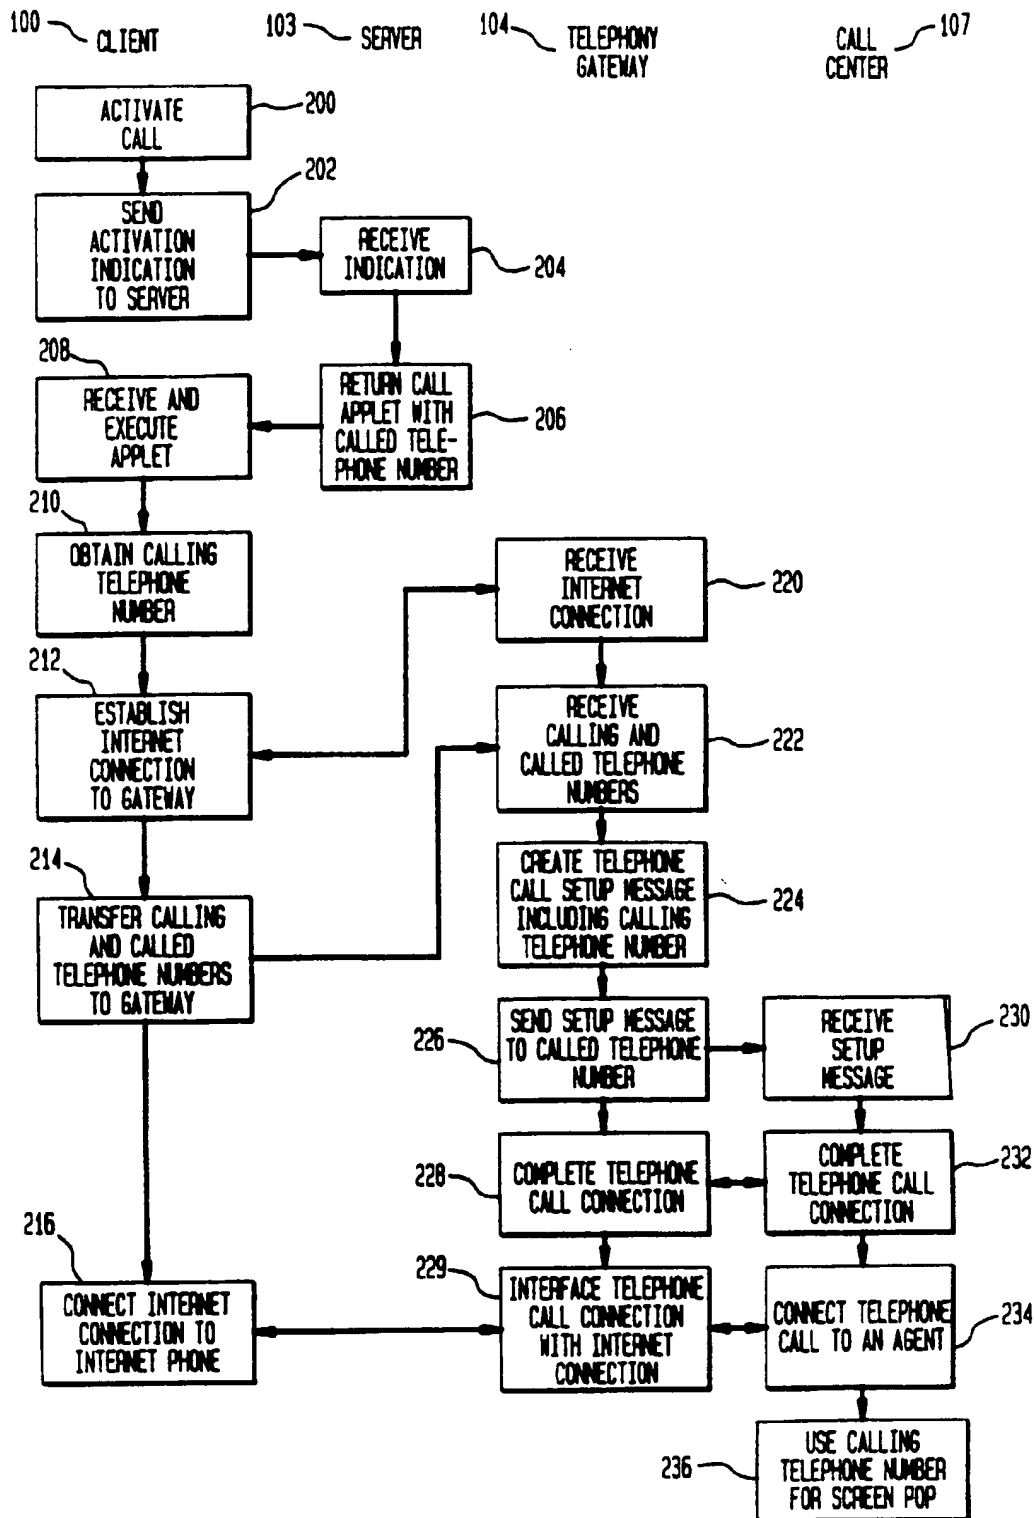 100
CLIENT
103
SERVER
104
TELEPHONY
GATEWAY
CALL
CENTER
107
ACTIVATE
CALL
200
SEND
ACTIVATION
INDICATION
TO SERVER
202
RECEIVE
INDICATION
204
208
RECEIVE AND
EXECUTE
APPLET
RETURN CALL
APPLET WITH
CALLED TELE-
PHONE NUMBER
206
210
OBTAIN CALLING
TELEPHONE
NUMBER
RECEIVE
INTERNET
CONNECTION
220
212
ESTABLISH
INTERNET
CONNECTION
TO GATEWAY
RECEIVE
CALLING AND
CALLED TELEPHONE
NUMBERS
222
214
TRANSFER CALLING
AND CALLED
TELEPHONE NUMBERS
TO GATEWAY
CREATE TELEPHONE
CALL SETUP MESSAGE
INCLUDING CALLING
TELEPHONE NUMBER
224
226
SEND SETUP MESSAGE
TO CALLED TELEPHONE
NUMBER
RECEIVE
SETUP
MESSAGE
230
228
COMPLETE TELEPHONE
CALL CONNECTION
COMPLETE
TELEPHONE CALL
CONNECTION
232
216
CONNECT INTERNET
CONNECTION TO
INTERNET PHONE
229
INTERFACE TELEPHONE
CALL CONNECTION
WITH INTERNET
CONNECTION
CONNECT TELEPHONE
CALL TO AN AGENT
234
236
USE CALLING
TELEPHONE NUMBER
FOR SCREEN POP